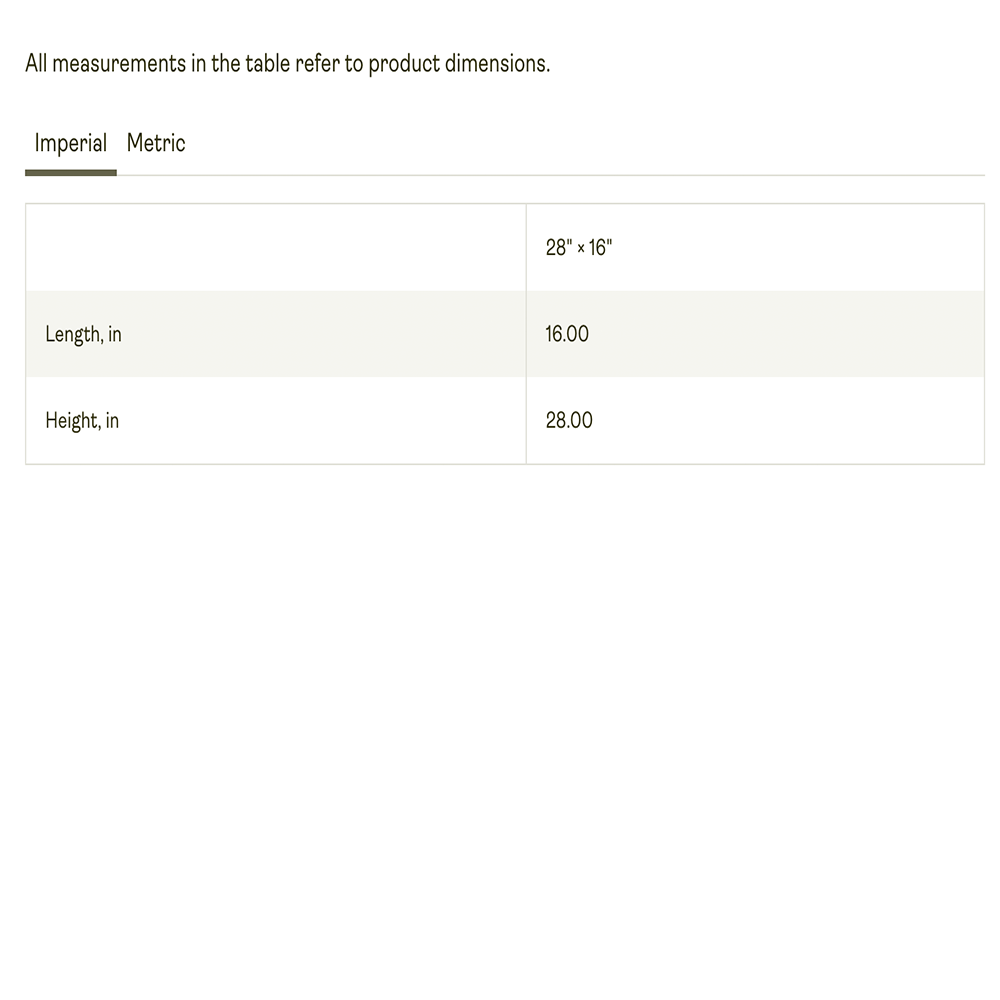 All measurements in the table refer to product dimensions.
Imperial Metric
28" × 16"
Length, in 16.00
Height, in 28.00